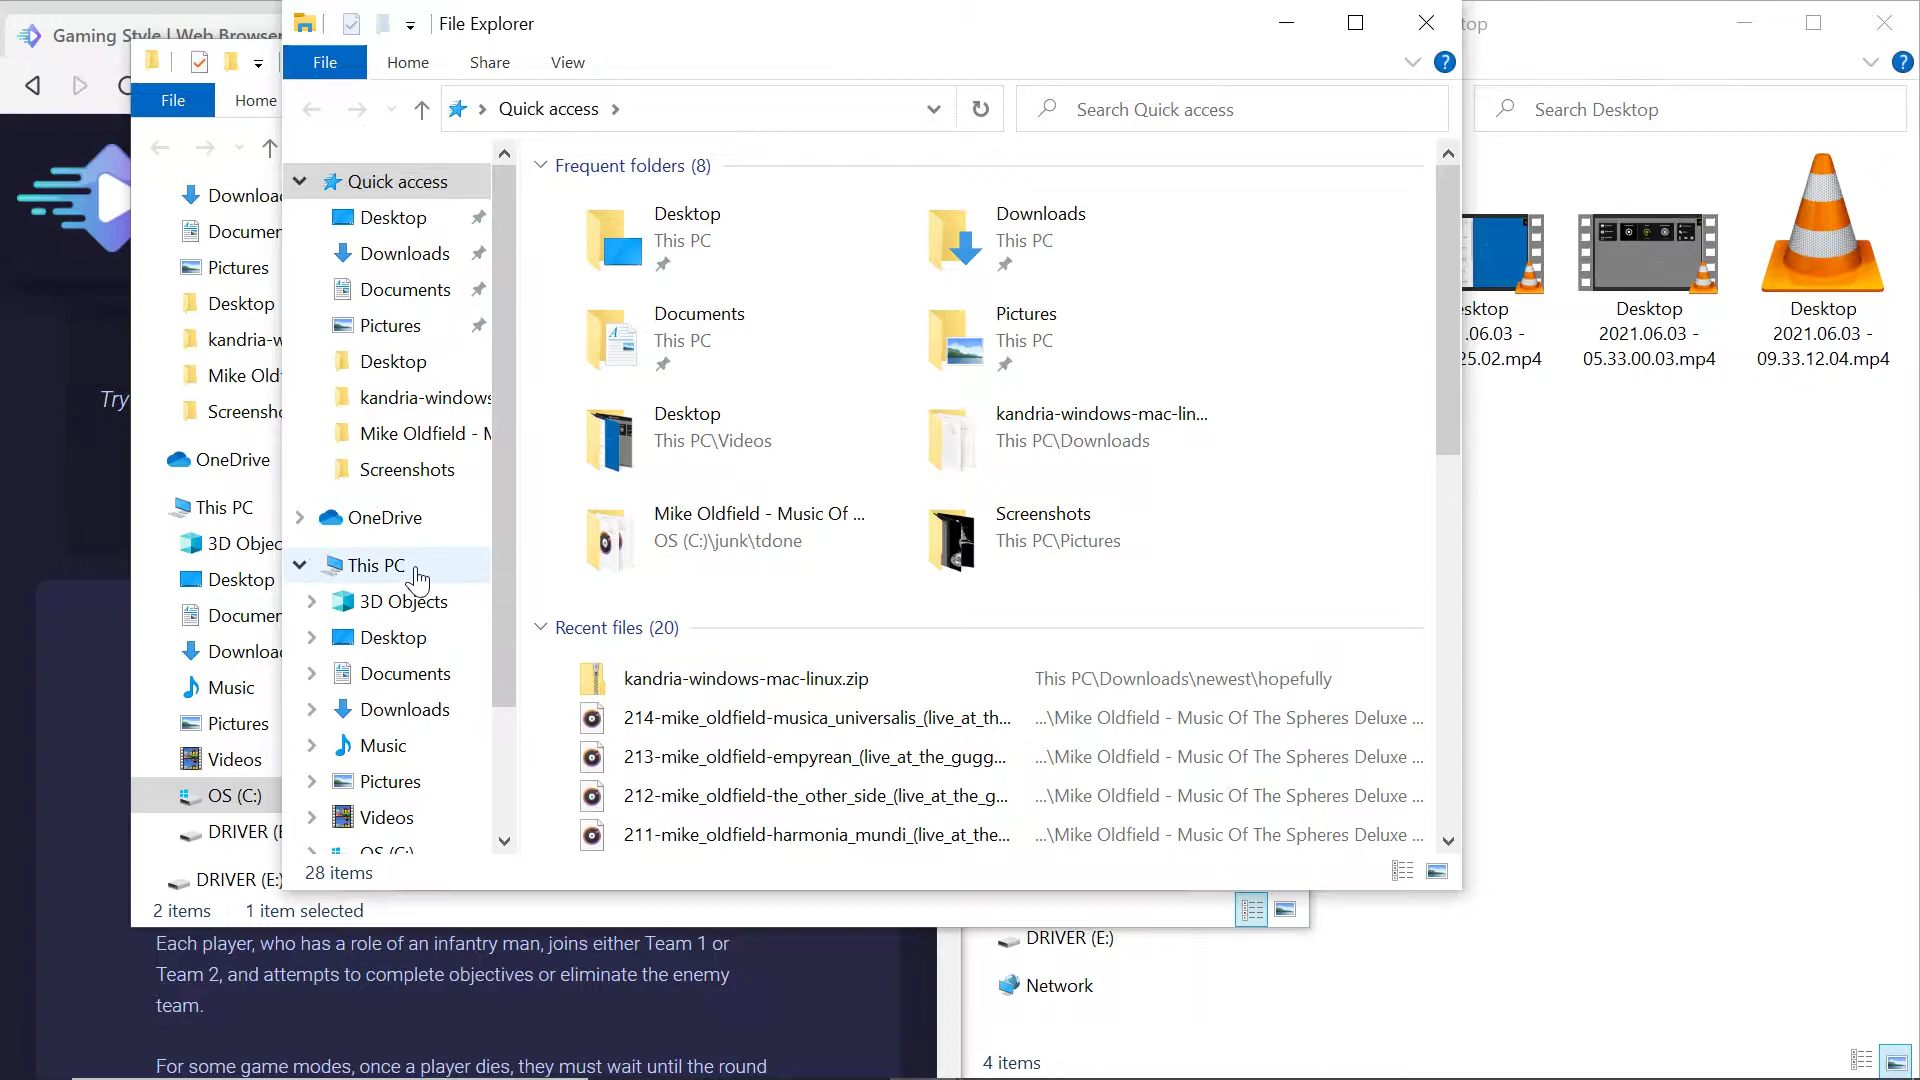 Gaming Style | Web Browser
File
Home
Documen
Pictures
Desktop
kandria-w
Mike Old
Screensho
OneDrive
This PC
3D Objec
Desktop
Documen
Music
Pictures
Videos
OS (C:)
DRIVER (E
DRIVER (E:)
2 items
1 item selected
Try
Each player, who has a role of an infantry man, joins either Team 1 or
Team 2, and attempts to complete objectives or eliminate the enemy
team.
For some game modes, once a player dies, they must wait until the round
File Explorer
File
Home
Share
View
?
Quick access
Search Quick access
Quick access
Desktop
Downloads
Documents
Pictures
Desktop
kandria-windows
Mike Oldfield - M
Screenshots
OneDrive
This PC
3D Objects
Desktop
Documents
Downloads
Music
Pictures
Videos
OS (C:)
28 items
Frequent folders (8)
Desktop
This PC
Downloads
This PC
Documents
This PC
Pictures
This PC
Desktop
This PC\Videos
kandria-windows-mac-lin...
This PC\Downloads
Mike Oldfield - Music Of ...
OS (C:)\junk\tdone
Screenshots
This PC\Pictures
Recent files (20)
kandria-windows-mac-linux.zip This PC\Downloads\newest\hopefully
214-mike_oldfield-musica_universalis_(live_at_th... ...\Mike Oldfield - Music Of The Spheres Deluxe ...
213-mike_oldfield-empyrean_(live_at_the_gugg... ...\Mike Oldfield - Music Of The Spheres Deluxe ...
212-mike_oldfield-the_other_side_(live_at_the_g... ...\Mike Oldfield - Music Of The Spheres Deluxe ...
211-mike_oldfield-harmonia_mundi_(live_at_the... ...\Mike Oldfield - Music Of The Spheres Deluxe ...
top
?
Search Desktop
sktop
.06.03 -
25.02.mp4
Desktop
2021.06.03 -
05.33.00.03.mp4
Desktop
2021.06.03 -
09.33.12.04.mp4
DRIVER (E:)
Network
4 items